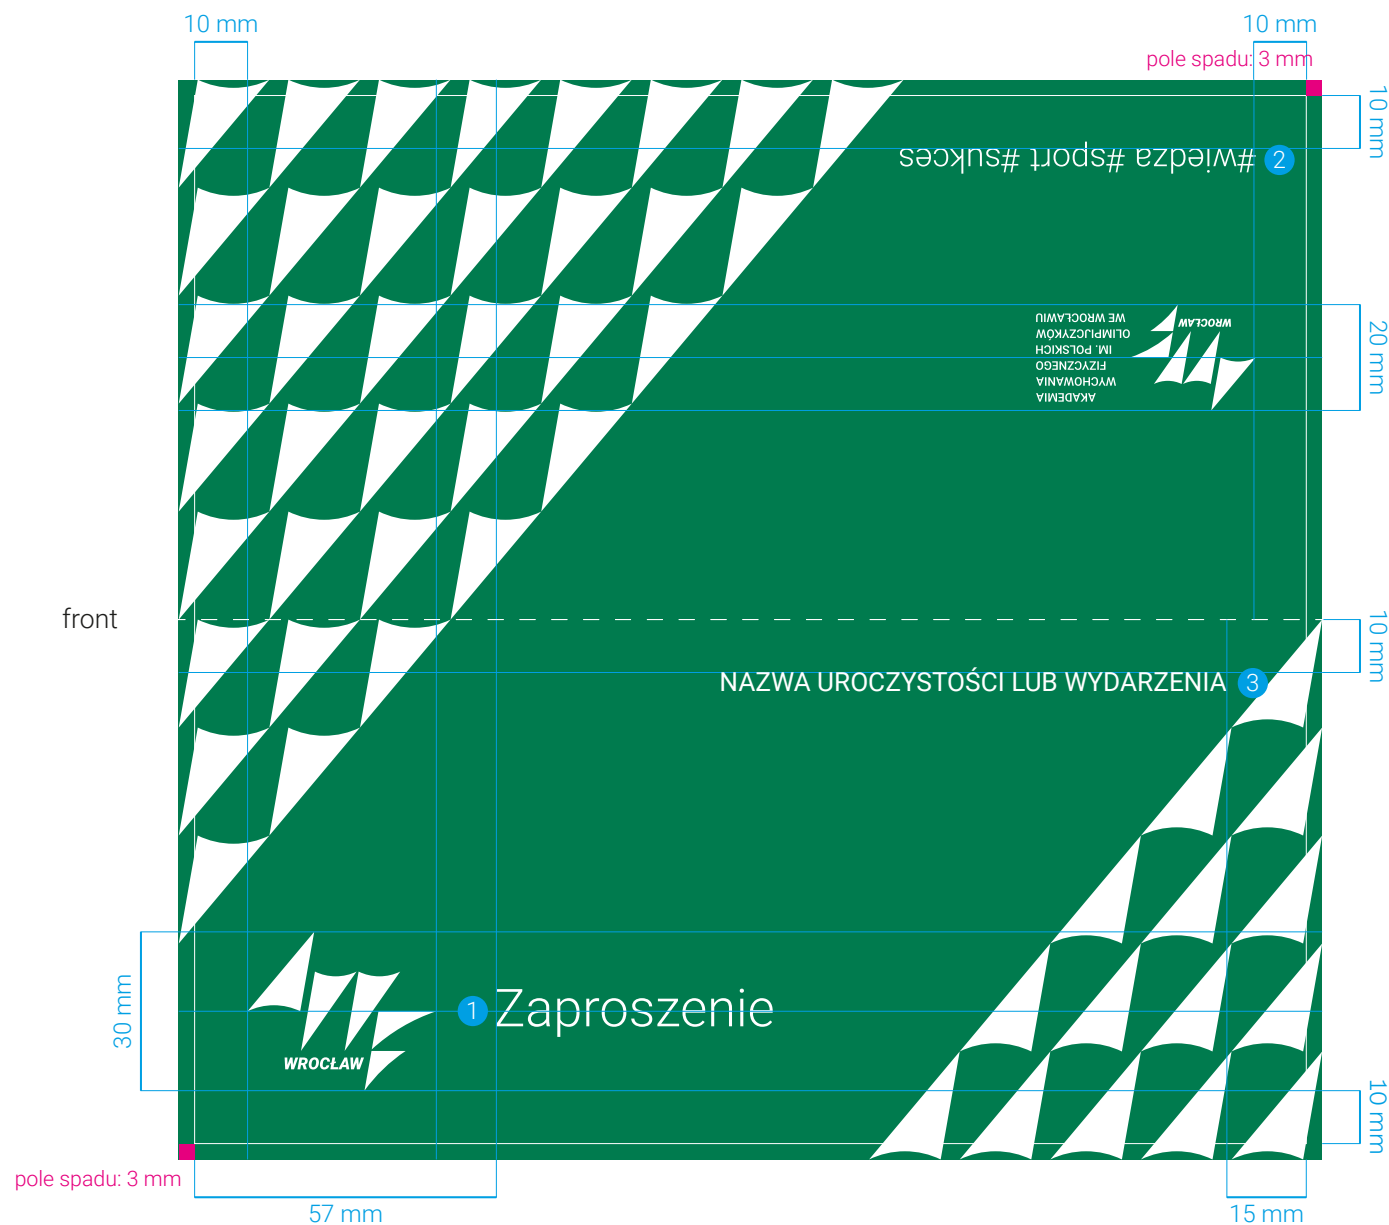 10 mm
10 mm
pole spadu: 3 mm
10 mm
#wiedza #sport #sukces
2
20 mm
AKADEMIA
WYCHOWANIA
FIZYCZNEGO
IM. POLSKICH
OLIMPIJCZYKÓW
WE WROCŁAWIU
WROCŁAW
front
10 mm
NAZWA UROCZYSTOŚCI LUB WYDARZENIA
3
30 mm
1
Zaproszenie
WROCŁAW
10 mm
pole spadu: 3 mm
57 mm
15 mm